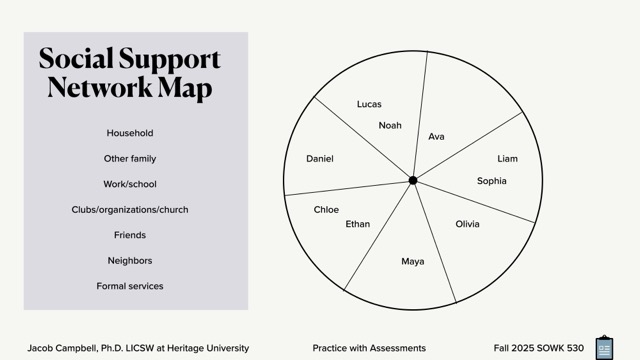 Social Support
Network Map
Household
Other family
Work/school
Clubs/organizations/church
Friends
Neighbors
Formal services
Lucas
Noah
Ava
Daniel
Liam
Sophia
Chloe
Ethan
Olivia
Maya
Jacob Campbell, Ph.D. LICSW at Heritage University
Practice with Assessments
Fall 2025 SOWK 530